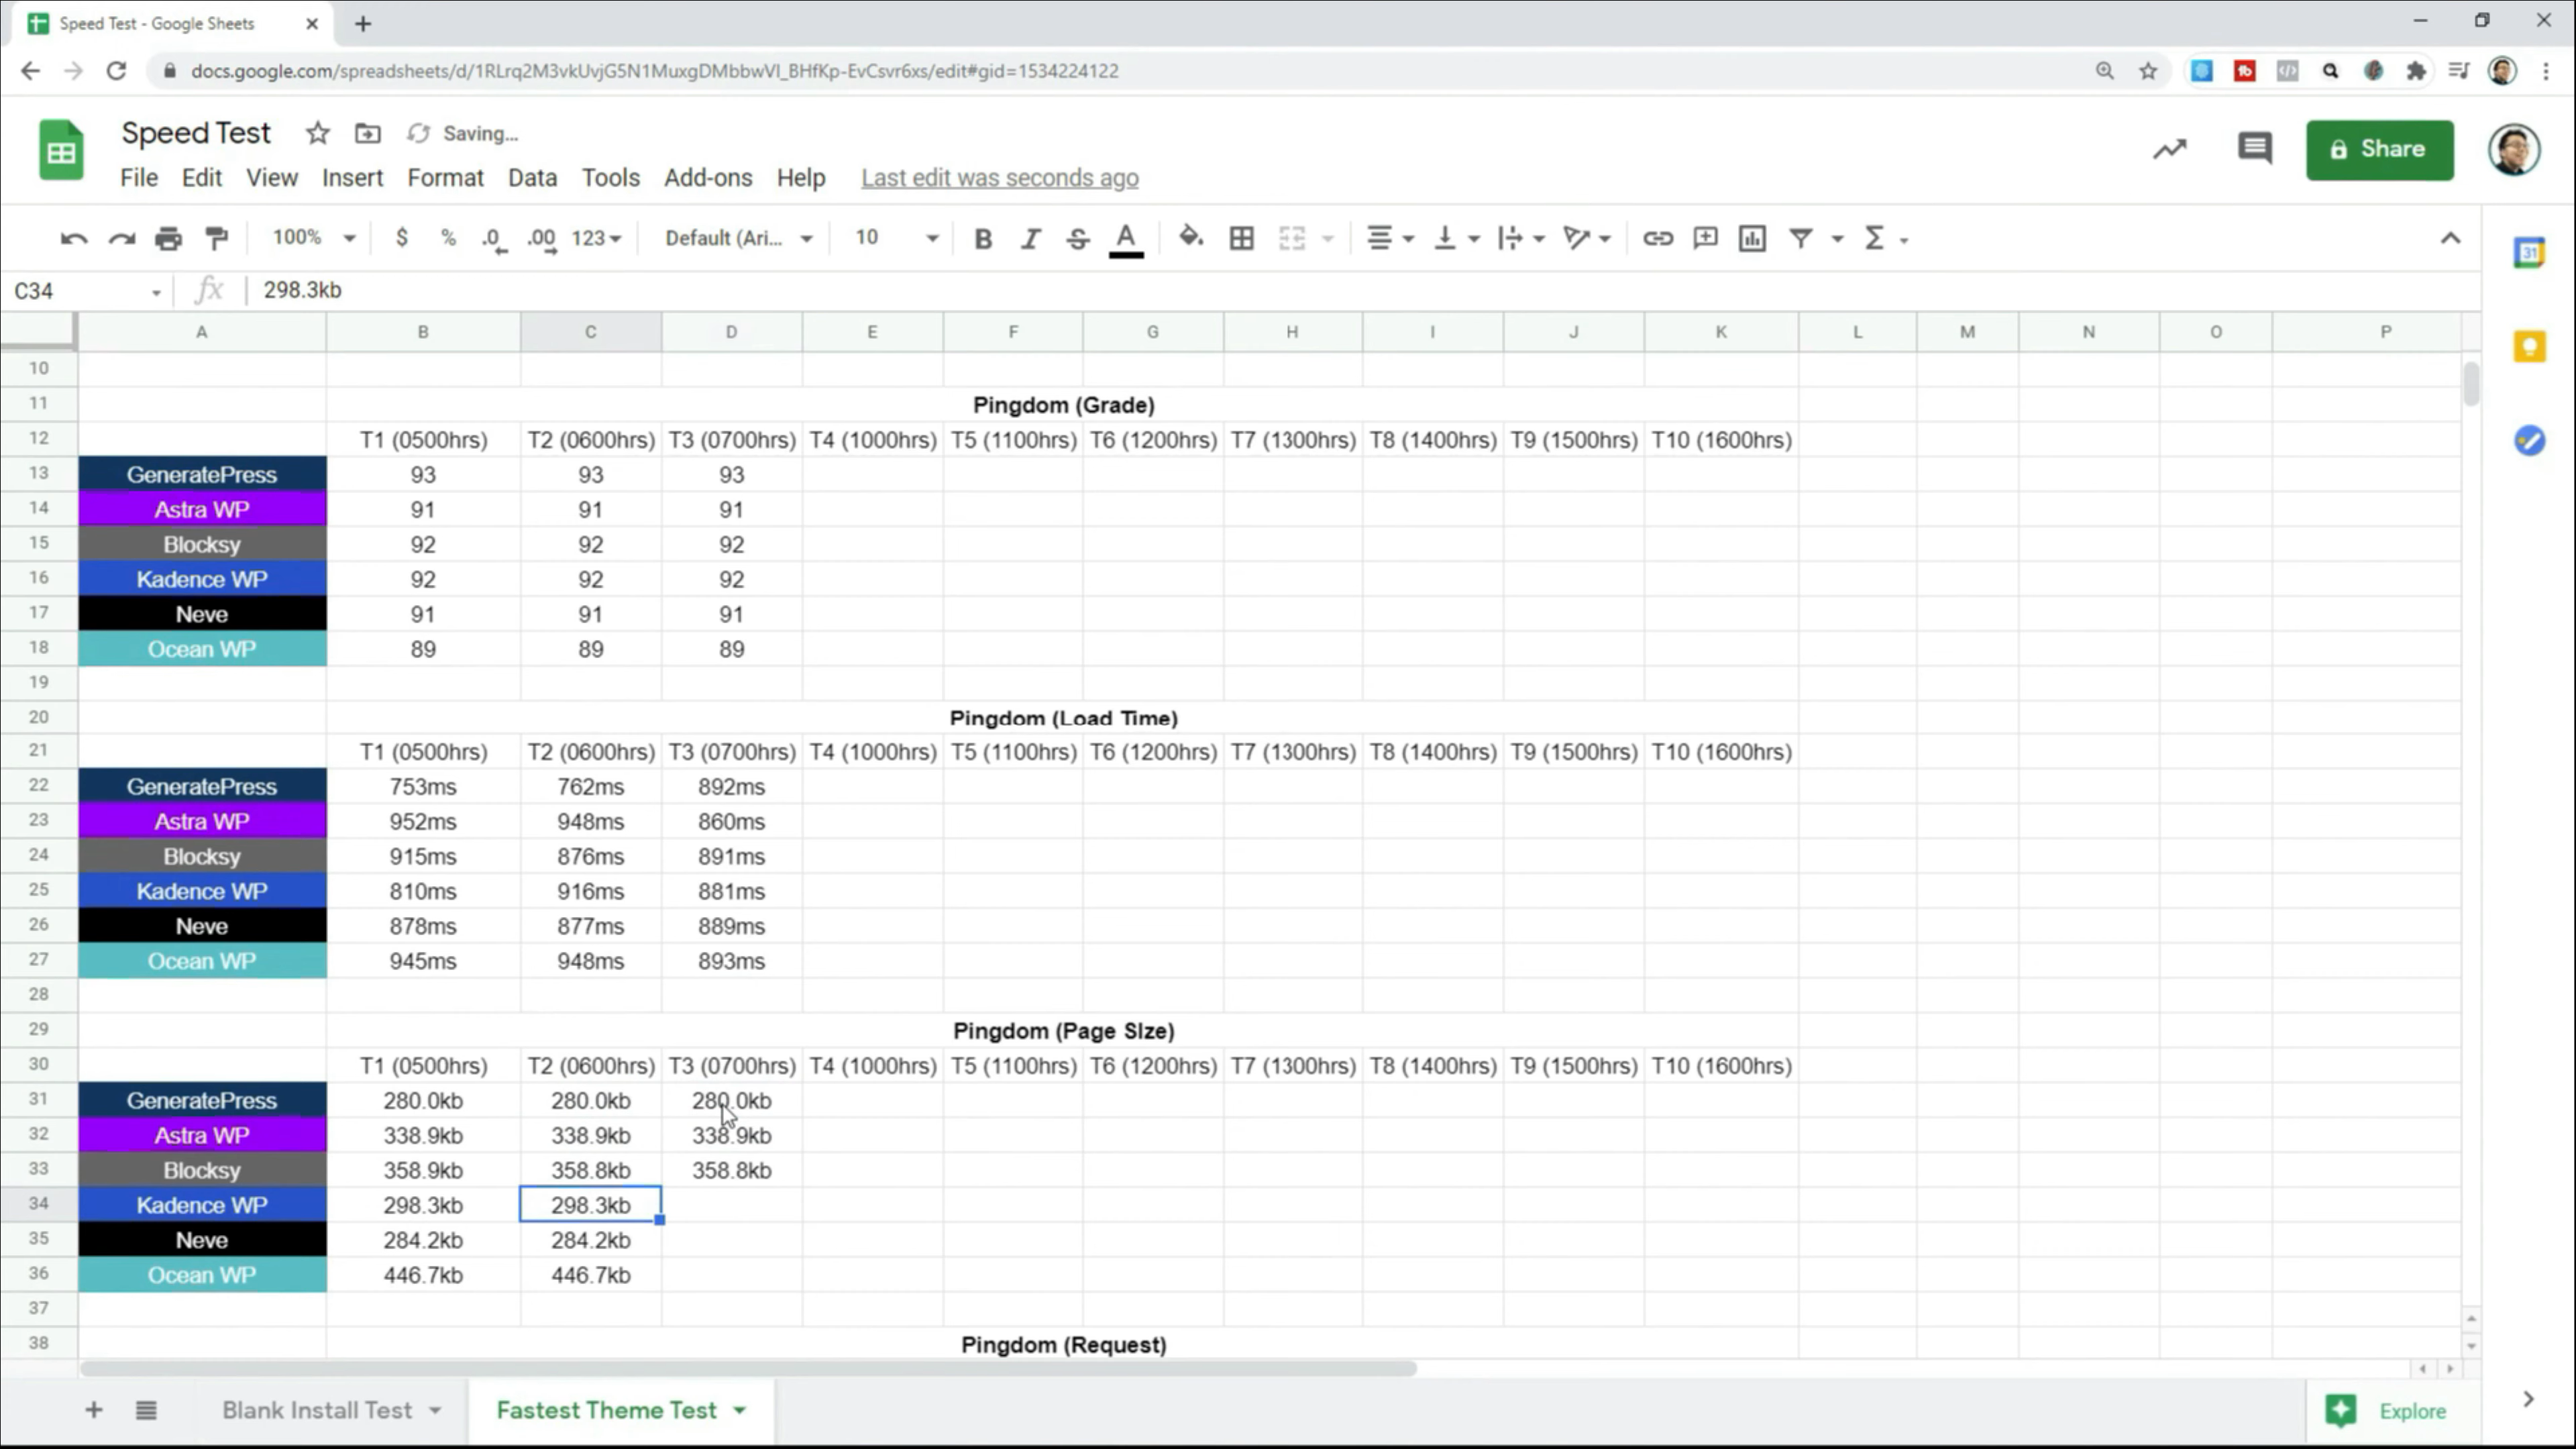 Speed Test - Google Sheets
docs.google.com/spreadsheets/d/1RLrq2M3vkUvjG5N1MuxgDMbbwVI_BHfKp-EvCsvr6xs/edit#gid=1534224122
Speed Test Saving...
File Edit View Insert Format Data Tools Add-ons Help Last edit was seconds ago
Share
100% $ % .0 .00 123 Default (Ari... 10 B I S A Σ
31
C34 fx 298.3kb
A B C D E F G H I J K L M N O P
10
11 Pingdom (Grade)
12 T1 (0500hrs) T2 (0600hrs) T3 (0700hrs) T4 (1000hrs) T5 (1100hrs) T6 (1200hrs) T7 (1300hrs) T8 (1400hrs) T9 (1500hrs) T10 (1600hrs)
13 GeneratePress 93 93 93
14 Astra WP 91 91 91
15 Blocksy 92 92 92
16 Kadence WP 92 92 92
17 Neve 91 91 91
18 Ocean WP 89 89 89
19
20 Pingdom (Load Time)
21 T1 (0500hrs) T2 (0600hrs) T3 (0700hrs) T4 (1000hrs) T5 (1100hrs) T6 (1200hrs) T7 (1300hrs) T8 (1400hrs) T9 (1500hrs) T10 (1600hrs)
22 GeneratePress 753ms 762ms 892ms
23 Astra WP 952ms 948ms 860ms
24 Blocksy 915ms 876ms 891ms
25 Kadence WP 810ms 916ms 881ms
26 Neve 878ms 877ms 889ms
27 Ocean WP 945ms 948ms 893ms
28
29 Pingdom (Page SIze)
30 T1 (0500hrs) T2 (0600hrs) T3 (0700hrs) T4 (1000hrs) T5 (1100hrs) T6 (1200hrs) T7 (1300hrs) T8 (1400hrs) T9 (1500hrs) T10 (1600hrs)
31 GeneratePress 280.0kb 280.0kb 280.0kb
32 Astra WP 338.9kb 338.9kb 338.9kb
33 Blocksy 358.9kb 358.8kb 358.8kb
34 Kadence WP 298.3kb 298.3kb
35 Neve 284.2kb 284.2kb
36 Ocean WP 446.7kb 446.7kb
37
38 Pingdom (Request)
Blank Install Test Fastest Theme Test Explore